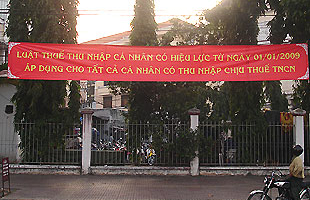 LUẬT THUẾ THU NHẬP CÁ NHÂN CÓ HIỆU LỰC TỪ NGÀY 01/01/2009
ÁP DỤNG CHO TẤT CẢ CÁ NHÂN CÓ THU NHẬP CHỊU THUẾ TNCN